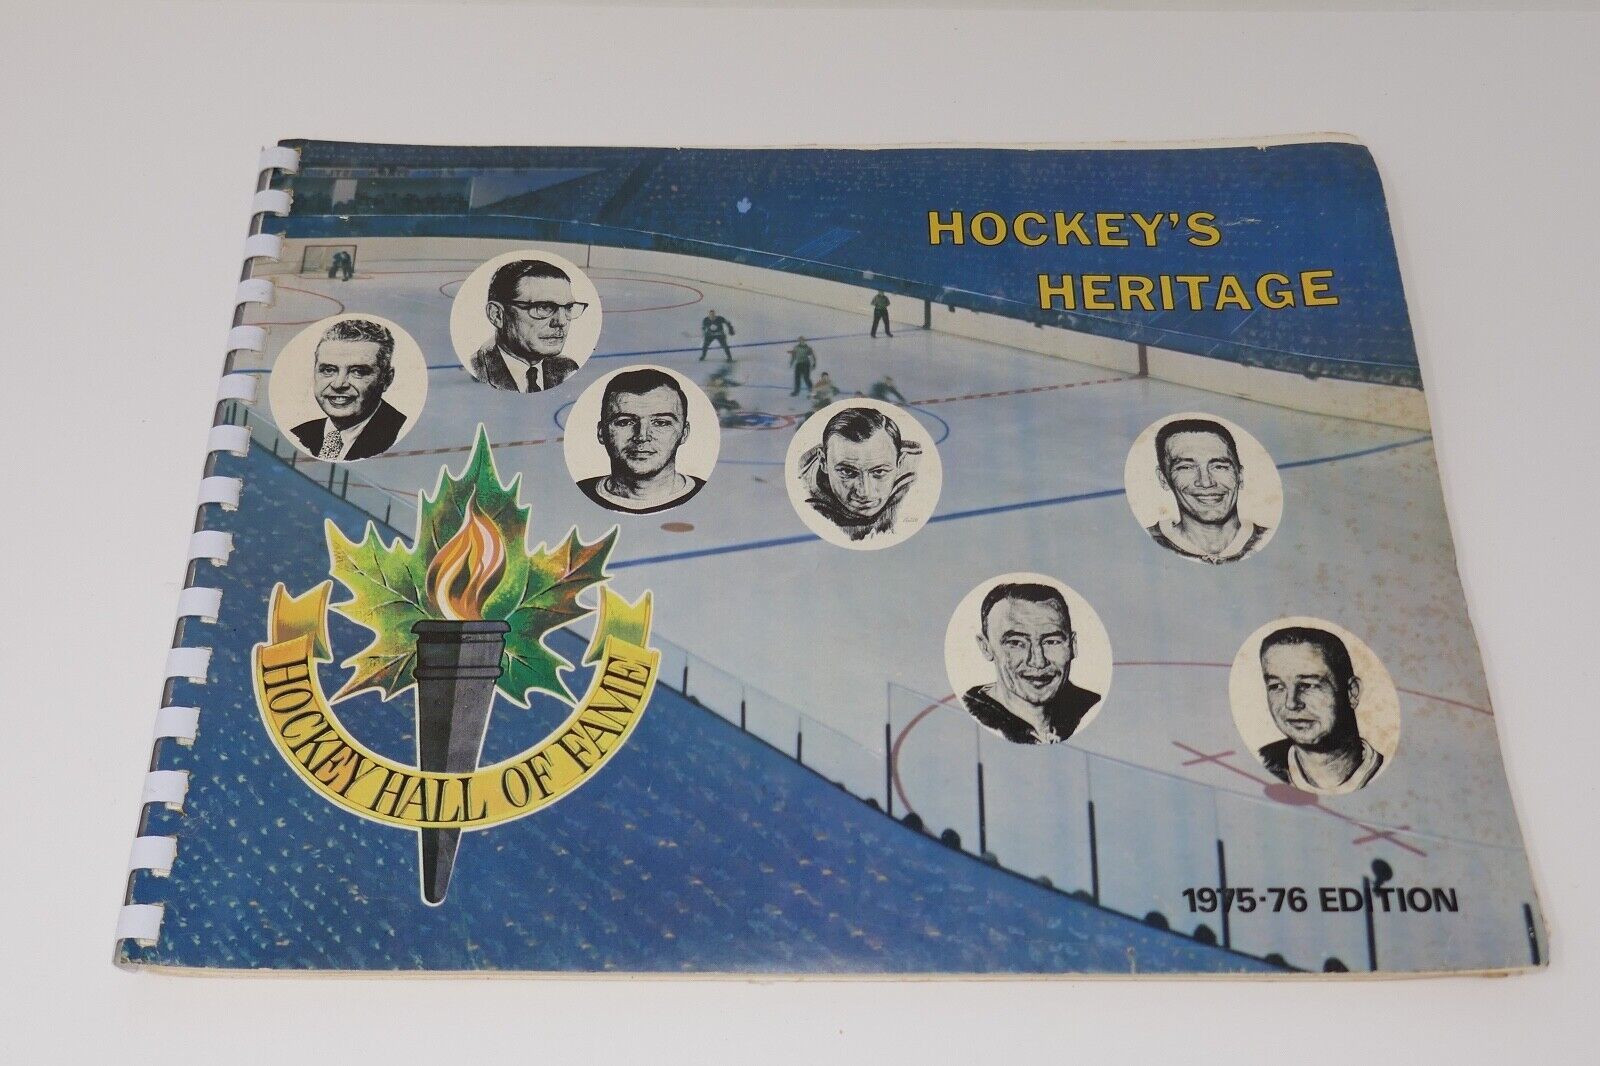 HOCKEY'S
HERITAGE
HOCKEY HALL OF FAME
1975-76 EDITION